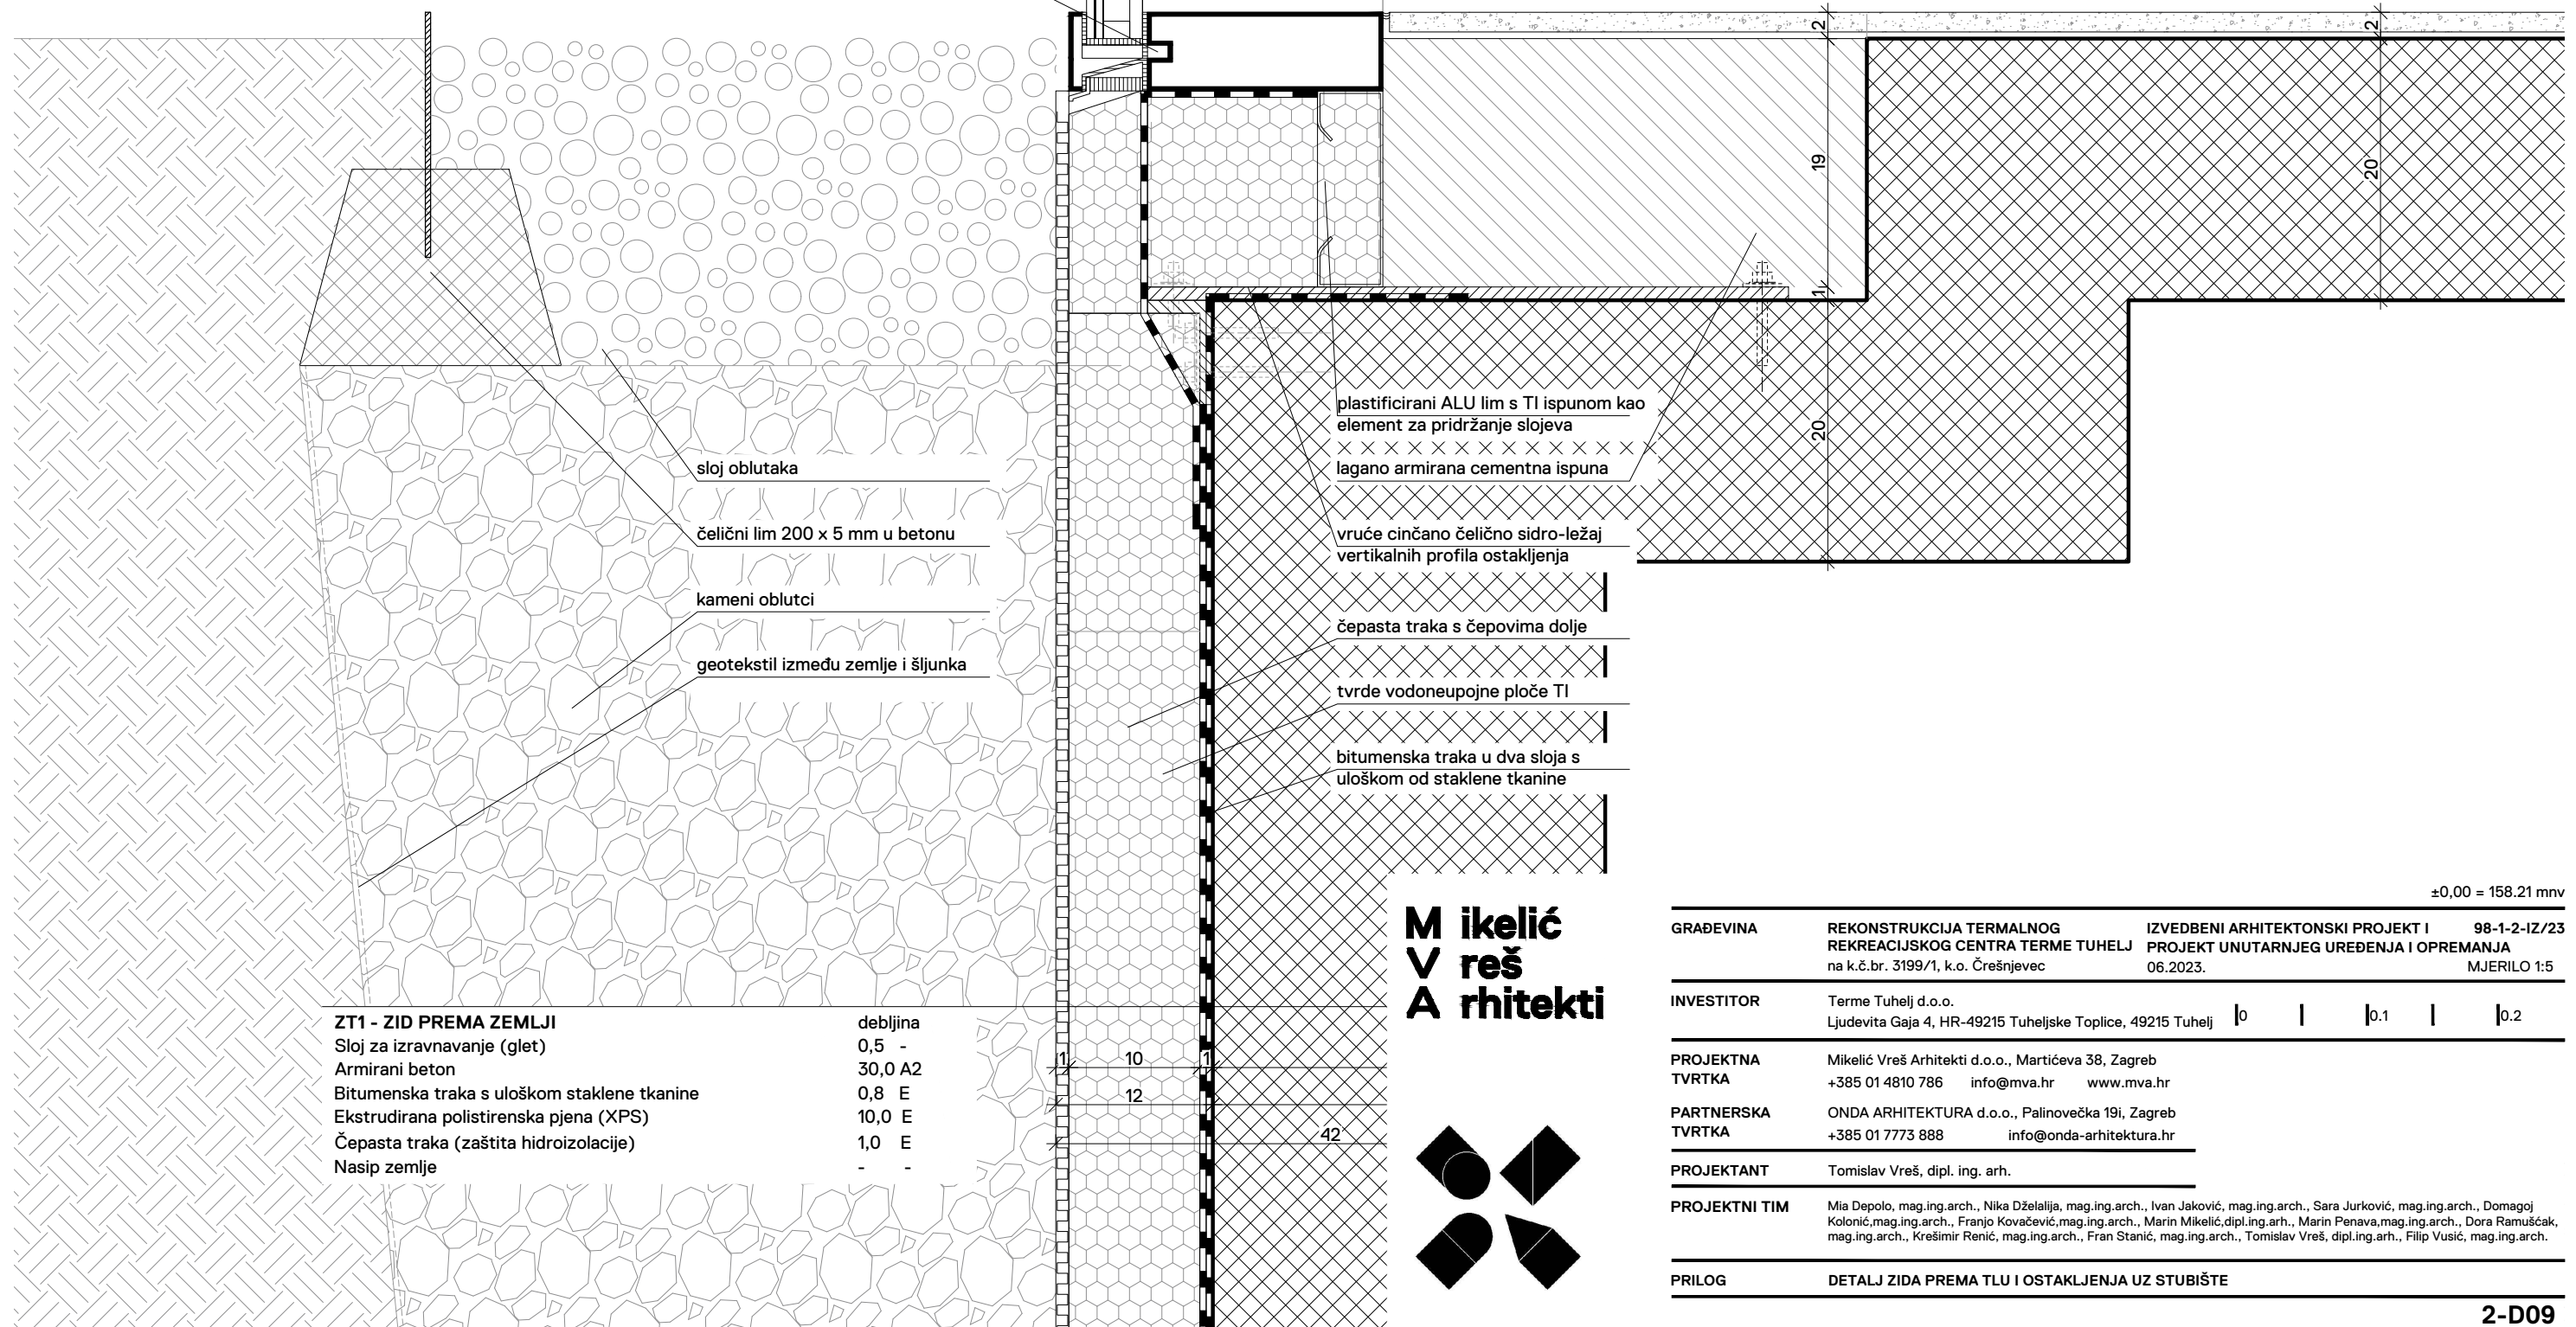 2
2
19
20
1
20
plastificirani ALU lim s TI ispunom kao
element za pridržanje slojeva
lagano armirana cementna ispuna
vruće cinčano čelično sidro-ležaj
vertikalnih profila ostakljenja
čepasta traka s čepovima dolje
tvrde vodoneupojne ploče TI
bitumenska traka u dva sloja s
uloškom od staklene tkanine
sloj oblutaka
čelični lim 200 x 5 mm u betonu
kameni oblutci
geotekstil između zemlje i šljunka
ZT1 - ZID PREMA ZEMLJI debljina
Sloj za izravnavanje (glet) 0,5 -
Armirani beton 30,0 A2
Bitumenska traka s uloškom staklene tkanine 0,8 E
Ekstrudirana polistirenska pjena (XPS) 10,0 E
Čepasta traka (zaštita hidroizolacije) 1,0 E
Nasip zemlje - -
1 10 1
12
42
Mikelić
Vreš
Arhitekti
±0,00 = 158.21 mnv
GRAĐEVINA REKONSTRUKCIJA TERMALNOG IZVEDBENI ARHITEKTONSKI PROJEKT I 98-1-2-IZ/23
REKREACIJSKOG CENTRA TERME TUHELJ PROJEKT UNUTARNJEG UREĐENJA I OPREMANJA
na k.č.br. 3199/1, k.o. Črešnjevec 06.2023. MJERILO 1:5
INVESTITOR Terme Tuhelj d.o.o.
Ljudevita Gaja 4, HR-49215 Tuheljske Toplice, 49215 Tuhelj 0 0.1 0.2
PROJEKTNA Mikelić Vreš Arhitekti d.o.o., Martićeva 38, Zagreb
TVRTKA +385 01 4810 786 info@mva.hr www.mva.hr
PARTNERSKA ONDA ARHITEKTURA d.o.o., Palinovečka 19i, Zagreb
TVRTKA +385 01 7773 888 info@onda-arhitektura.hr
PROJEKTANT Tomislav Vreš, dipl. ing. arh.
PROJEKTNI TIM Mia Depolo, mag.ing.arch., Nika Dželalija, mag.ing.arch., Ivan Jaković, mag.ing.arch., Sara Jurković, mag.ing.arch., Domagoj
Kolonić,mag.ing.arch., Franjo Kovačević,mag.ing.arch., Marin Mikelić,dipl.ing.arh., Marin Penava,mag.ing.arch., Dora Ramušćak,
mag.ing.arch., Krešimir Renić, mag.ing.arch., Fran Stanić, mag.ing.arch., Tomislav Vreš, dipl.ing.arh., Filip Vusić, mag.ing.arch.
PRILOG DETALJ ZIDA PREMA TLU I OSTAKLJENJA UZ STUBIŠTE
2-D09